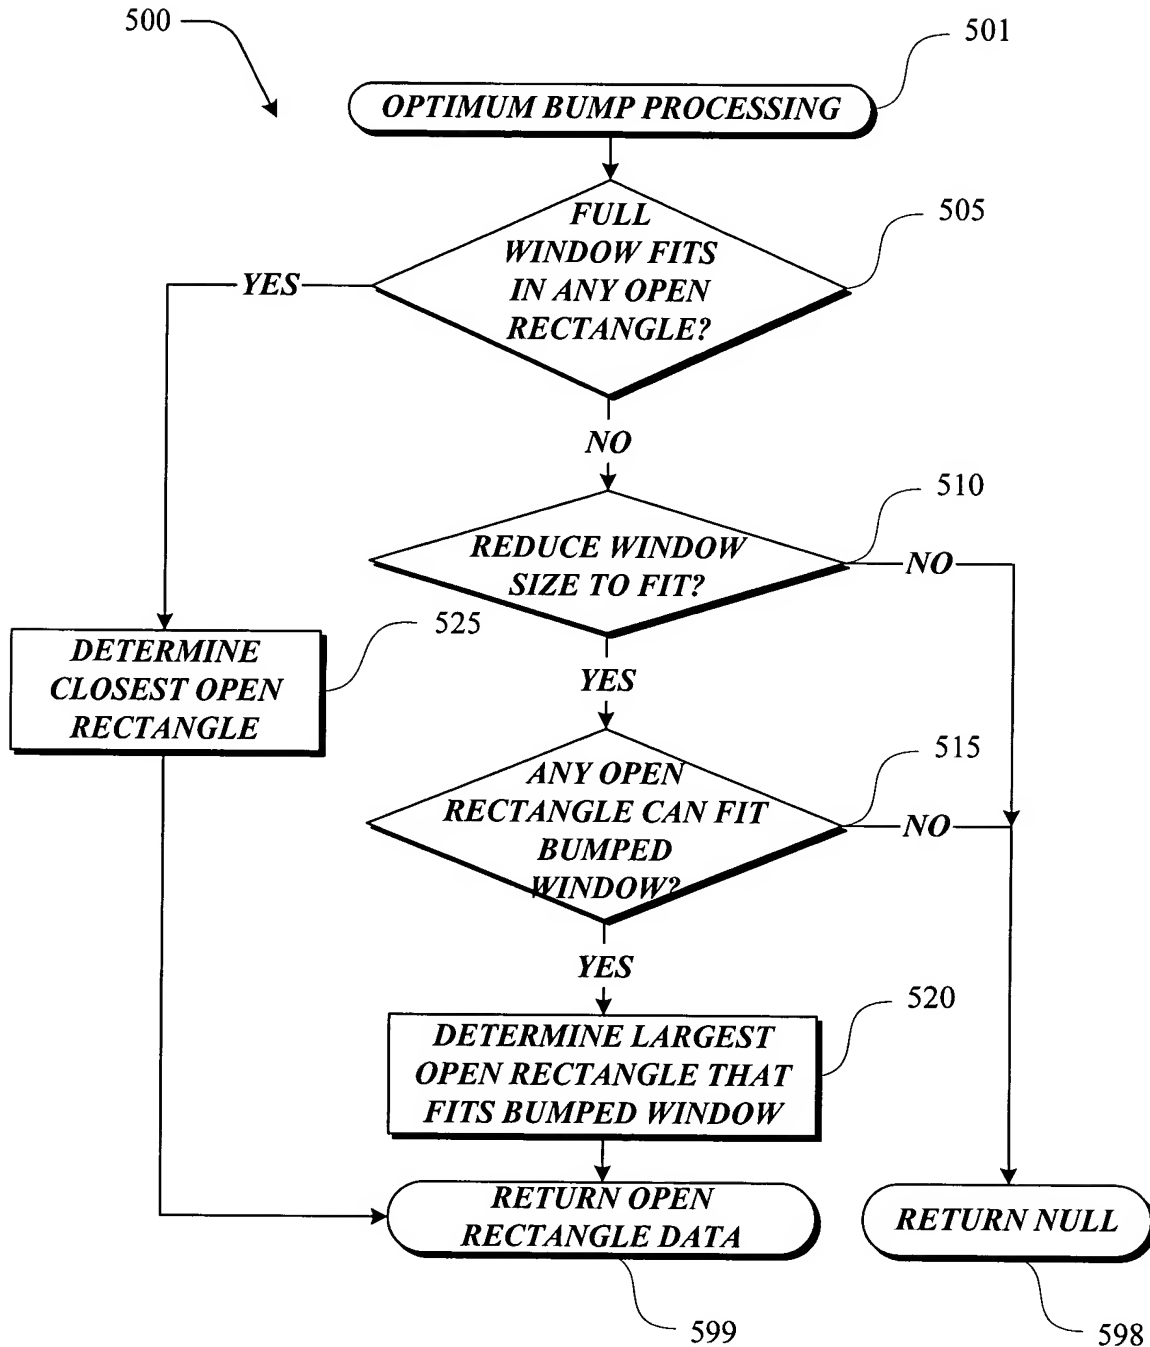 500
501
OPTIMUM BUMP PROCESSING
505
FULL
WINDOW FITS
IN ANY OPEN
RECTANGLE?
YES
NO
510
REDUCE WINDOW
SIZE TO FIT?
NO
525
DETERMINE
CLOSEST OPEN
RECTANGLE
YES
515
ANY OPEN
RECTANGLE CAN FIT
BUMPED
WINDOW?
NO
YES
520
DETERMINE LARGEST
OPEN RECTANGLE THAT
FITS BUMPED WINDOW
RETURN OPEN
RECTANGLE DATA
RETURN NULL
599
598